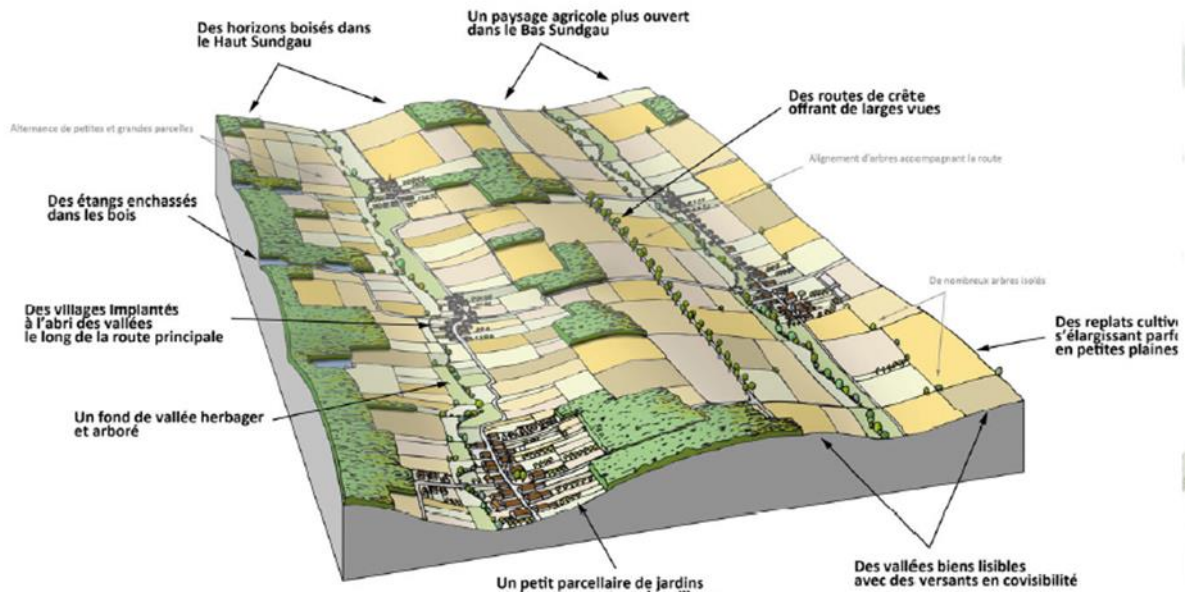 Des horizons boisés dans
le Haut Sundgau
Un paysage agricole plus ouvert
dans le Bas Sundgau
Des routes de crête
offrant de larges vues
Alternance de petites et grandes parcelles
Alignement d'arbres accompagnant la route
Des étangs enchassés
dans les bois
De nombreux arbres isolés
Des villages implantés
à l'abri des vallées
le long de la route principale
Des replats
s'élargissant
en petites plaines
Un fond de vallée herbager
et arboré
Des vallées biens lisibles
avec des versants en covisibilité
Un petit parcellaire de jardins